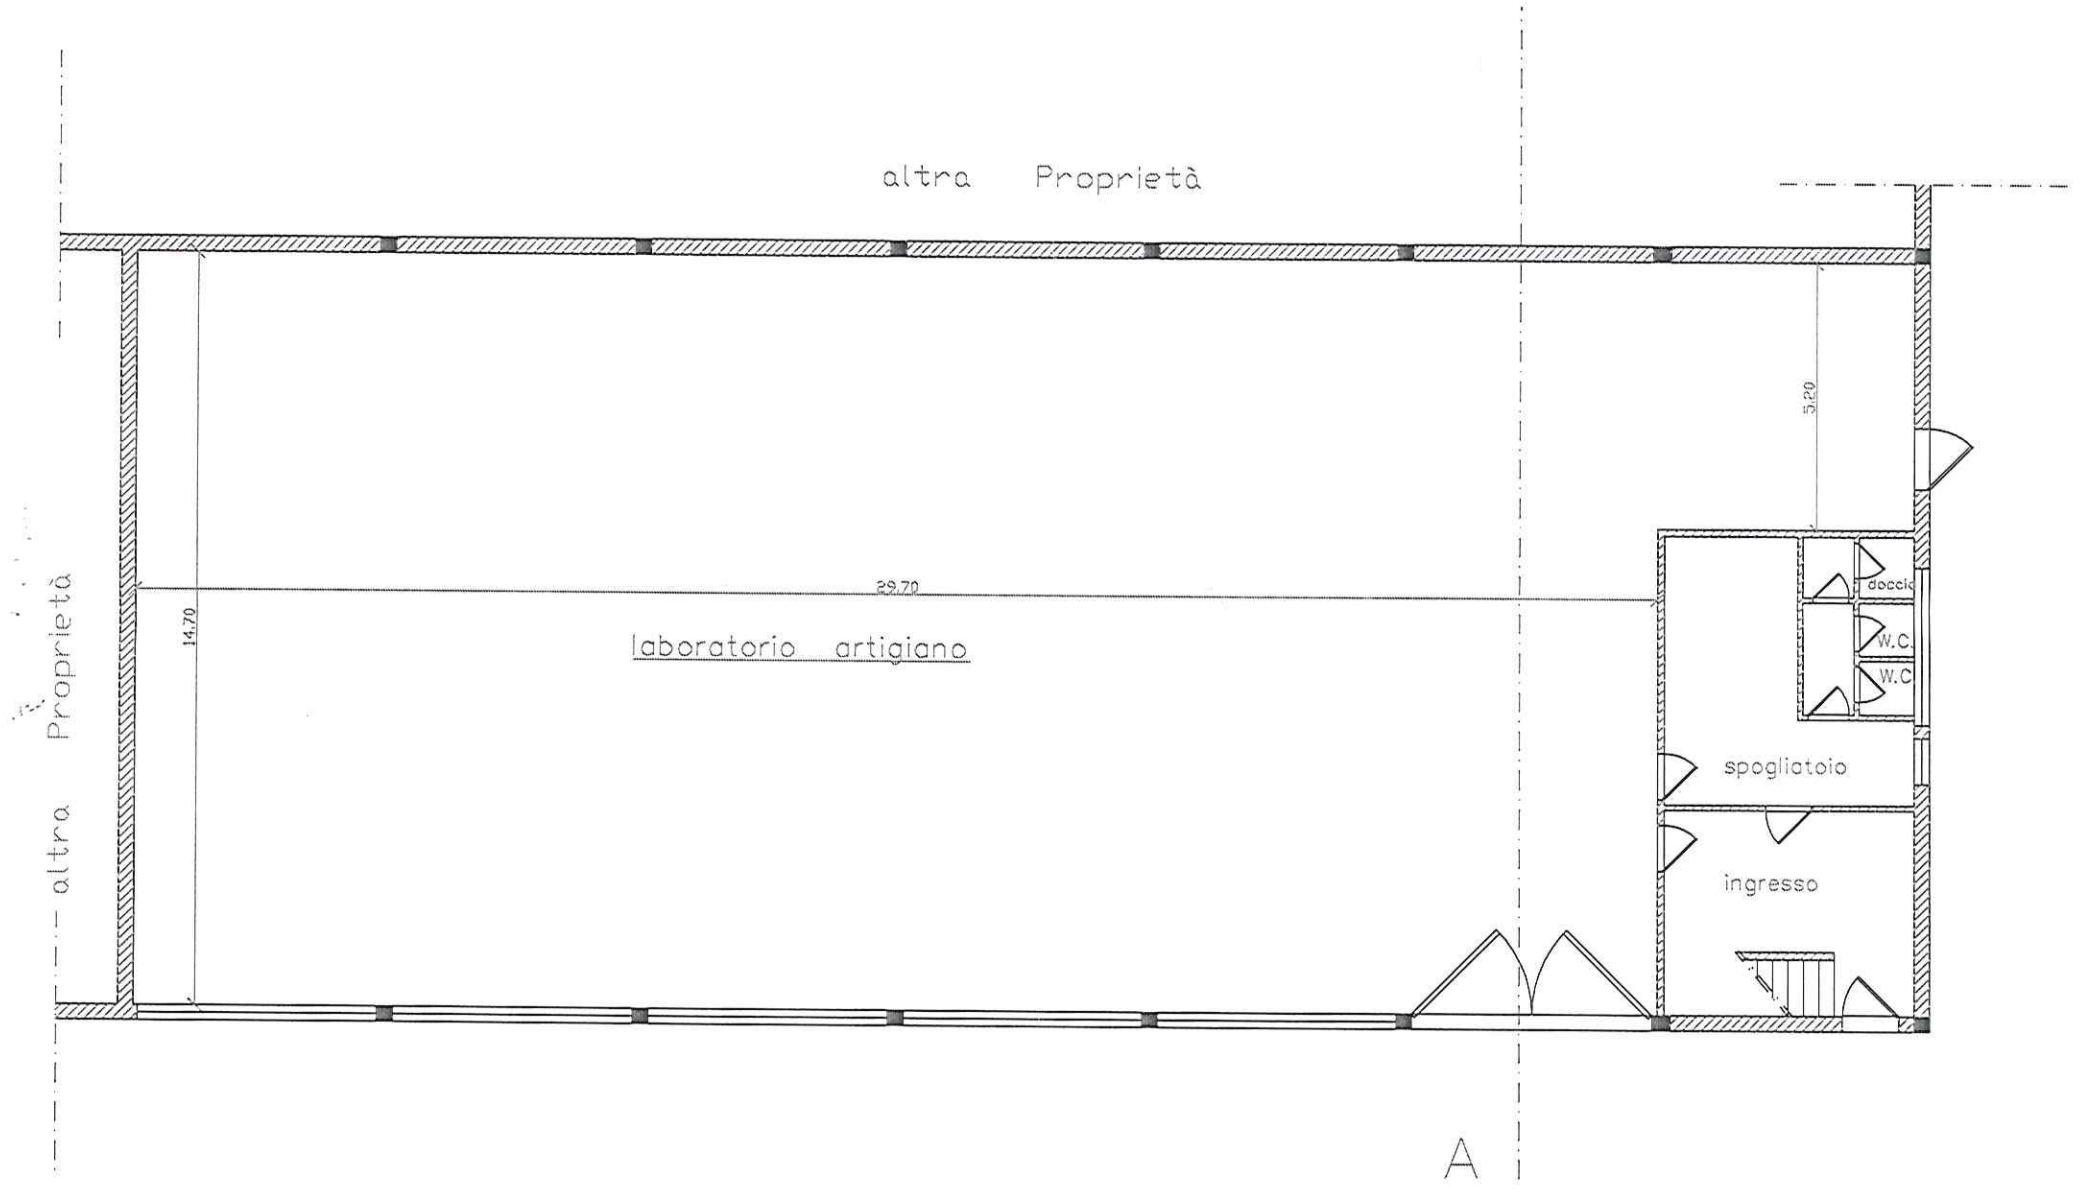 altra Proprietà
5.20
29.70
14.70
laboratorio artigiano
altra Proprietà
doccia
W.C.
W.C.
spogliatoio
ingresso
A